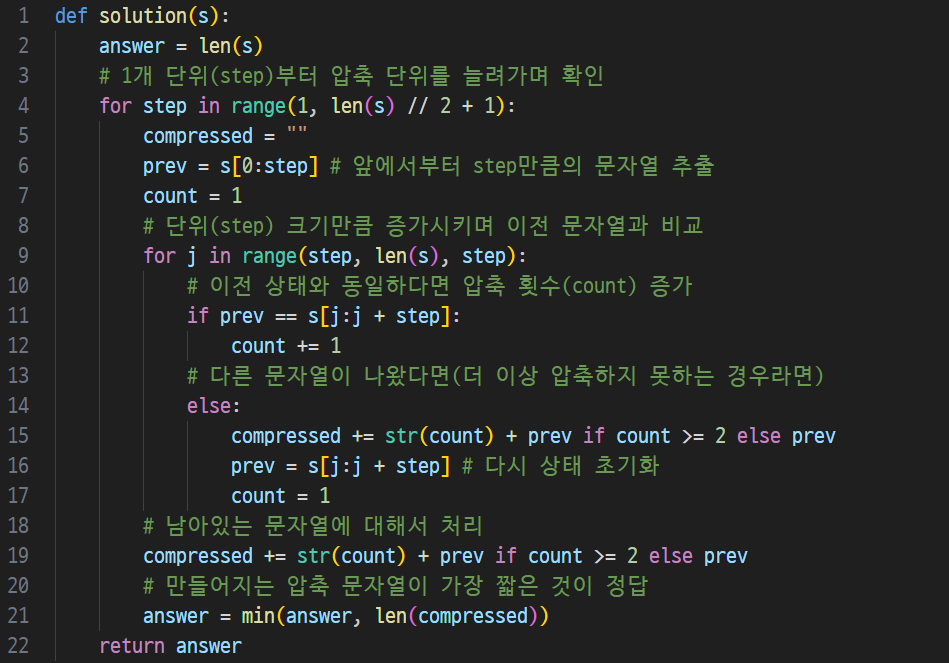 1 def solution(s):
2     answer = len(s)
3     # 1개 단위(step)부터 압축 단위를 늘려가며 확인
4     for step in range(1, len(s) // 2 + 1):
5         compressed = ""
6         prev = s[0:step] # 앞에서부터 step만큼의 문자열 추출
7         count = 1
8         # 단위(step) 크기만큼 증가시키며 이전 문자열과 비교
9         for j in range(step, len(s), step):
10             # 이전 상태와 동일하다면 압축 횟수(count) 증가
11             if prev == s[j:j + step]:
12                 count += 1
13             # 다른 문자열이 나왔다면(더 이상 압축하지 못하는 경우라면)
14             else:
15                 compressed += str(count) + prev if count >= 2 else prev
16                 prev = s[j:j + step] # 다시 상태 초기화
17                 count = 1
18         # 남아있는 문자열에 대해서 처리
19         compressed += str(count) + prev if count >= 2 else prev
20         # 만들어지는 압축 문자열이 가장 짧은 것이 정답
21         answer = min(answer, len(compressed))
22     return answer